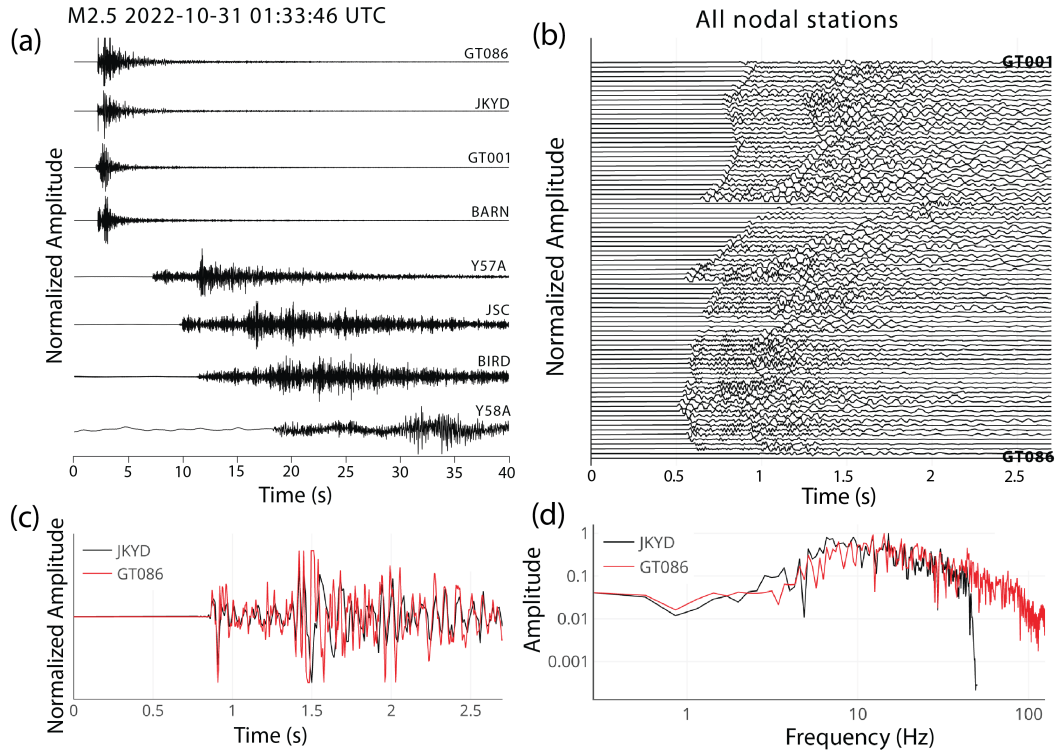 M2.5 2022-10-31 01:33:46 UTC
All nodal stations
(a)
(b)
GT086
JKYD
GT001
BARN
Y57A
JSC
BIRD
Y58A
Normalized Amplitude
0 5 10 15 20 25 30 35 40
Time (s)
GT001
GT086
Normalized Amplitude
0 0.5 1 1.5 2 2.5
Time (s)
(c)
JKYD
GT086
Normalized Amplitude
0 0.5 1 1.5 2 2.5
Time (s)
(d)
JKYD
GT086
Amplitude
1
0.1
0.01
0.001
1 10 100
Frequency (Hz)